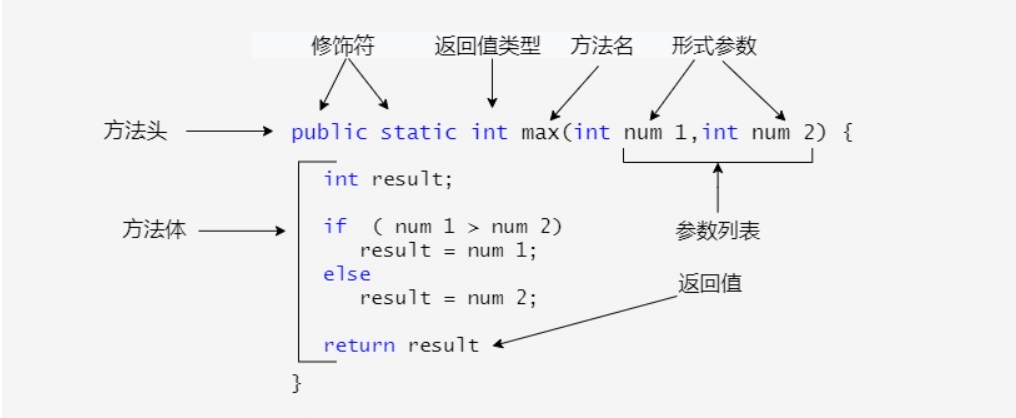 修饰符 返回值类型 方法名 形式参数
方法头 public static int max(int num 1,int num 2) {
int result;
方法体 if ( num 1 > num 2) 参数列表
result = num 1;
else 返回值
result = num 2;
return result
}